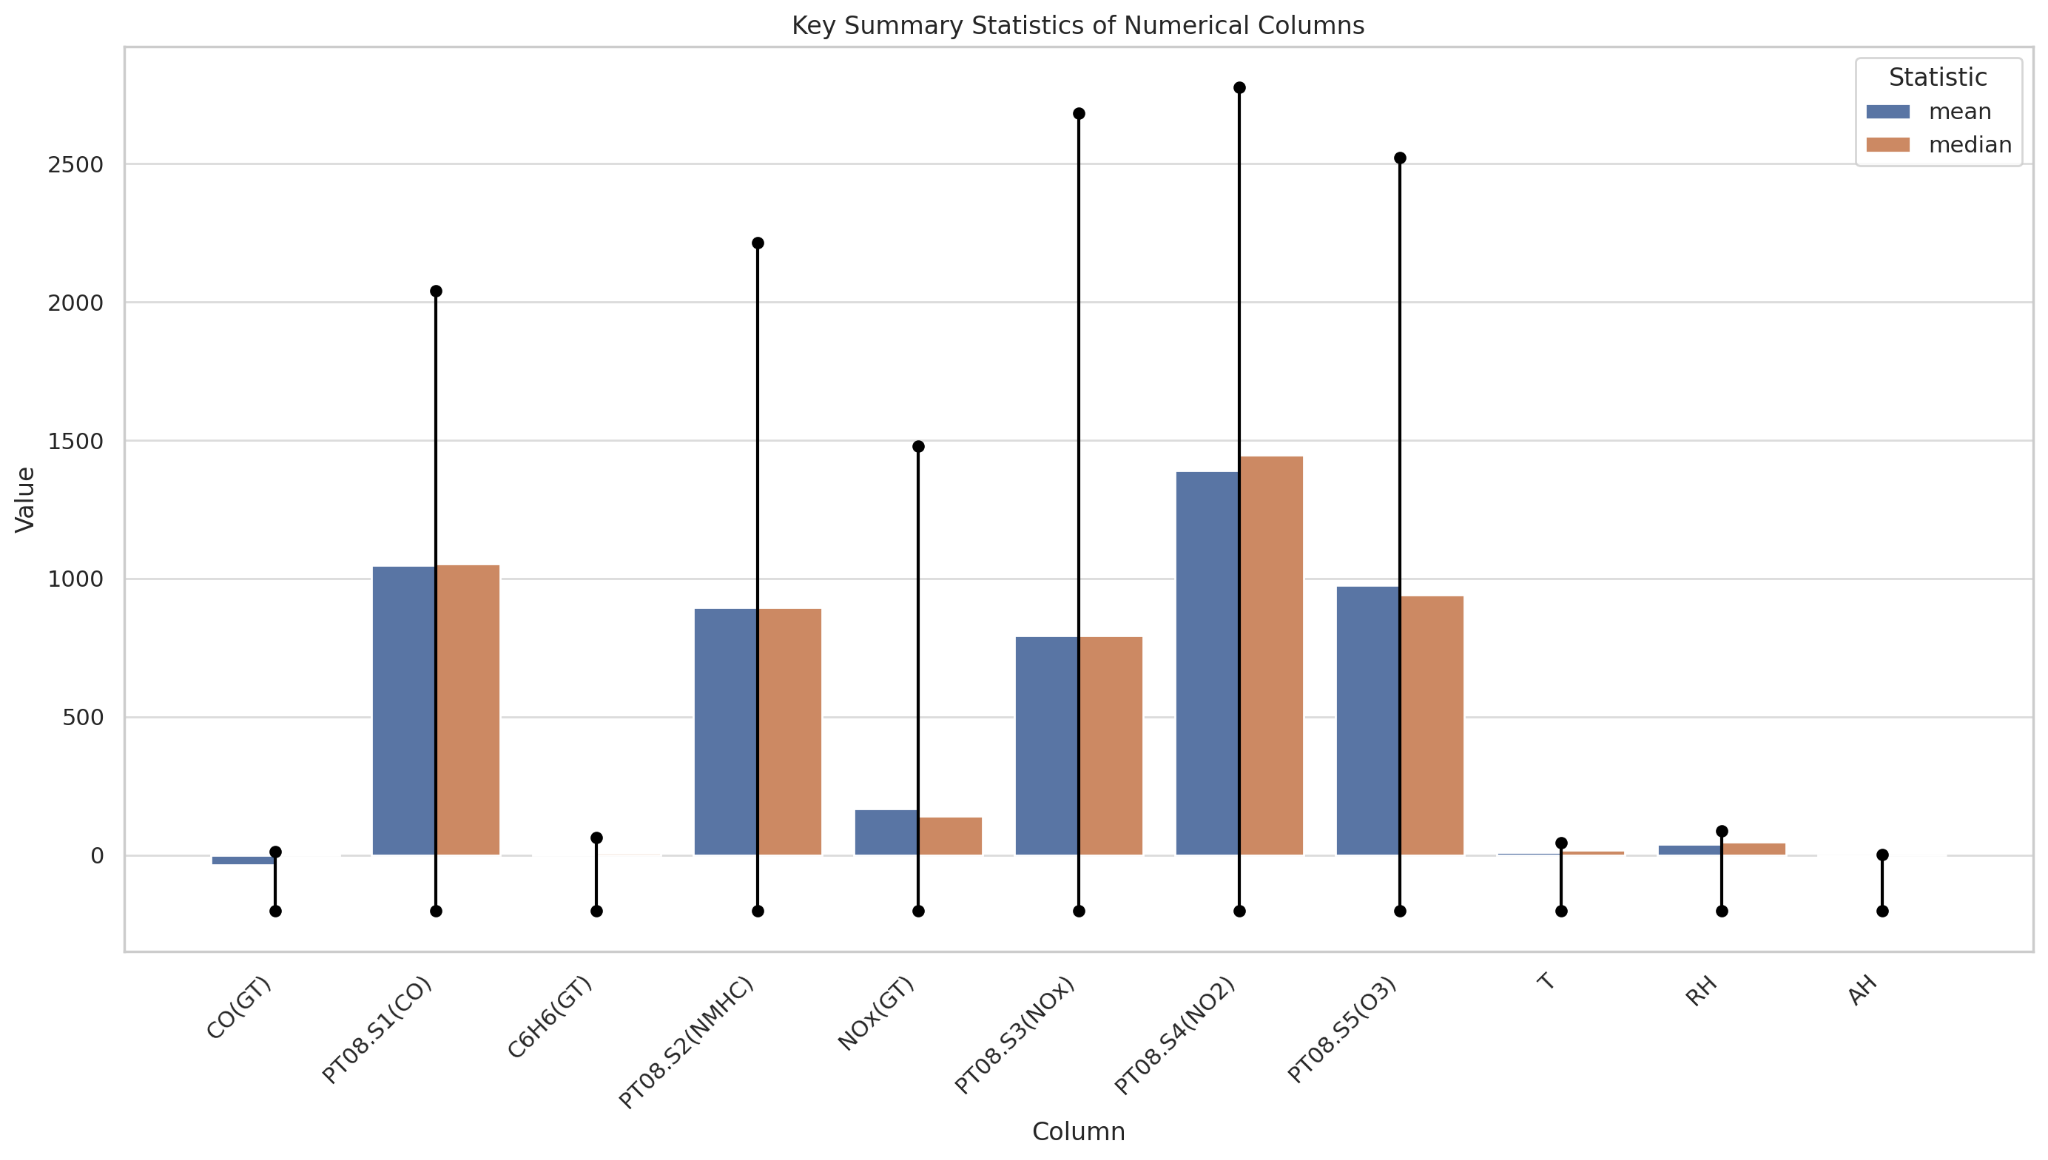 Key Summary Statistics of Numerical Columns
Statistic
mean
median
Value
2500
2000
1500
1000
500
0
CO(GT)
PT08.S1(CO)
C6H6(GT)
PT08.S2(NMHC)
NOx(GT)
PT08.S3(NOx)
PT08.S4(NO2)
PT08.S5(O3)
T
RH
AH
Column